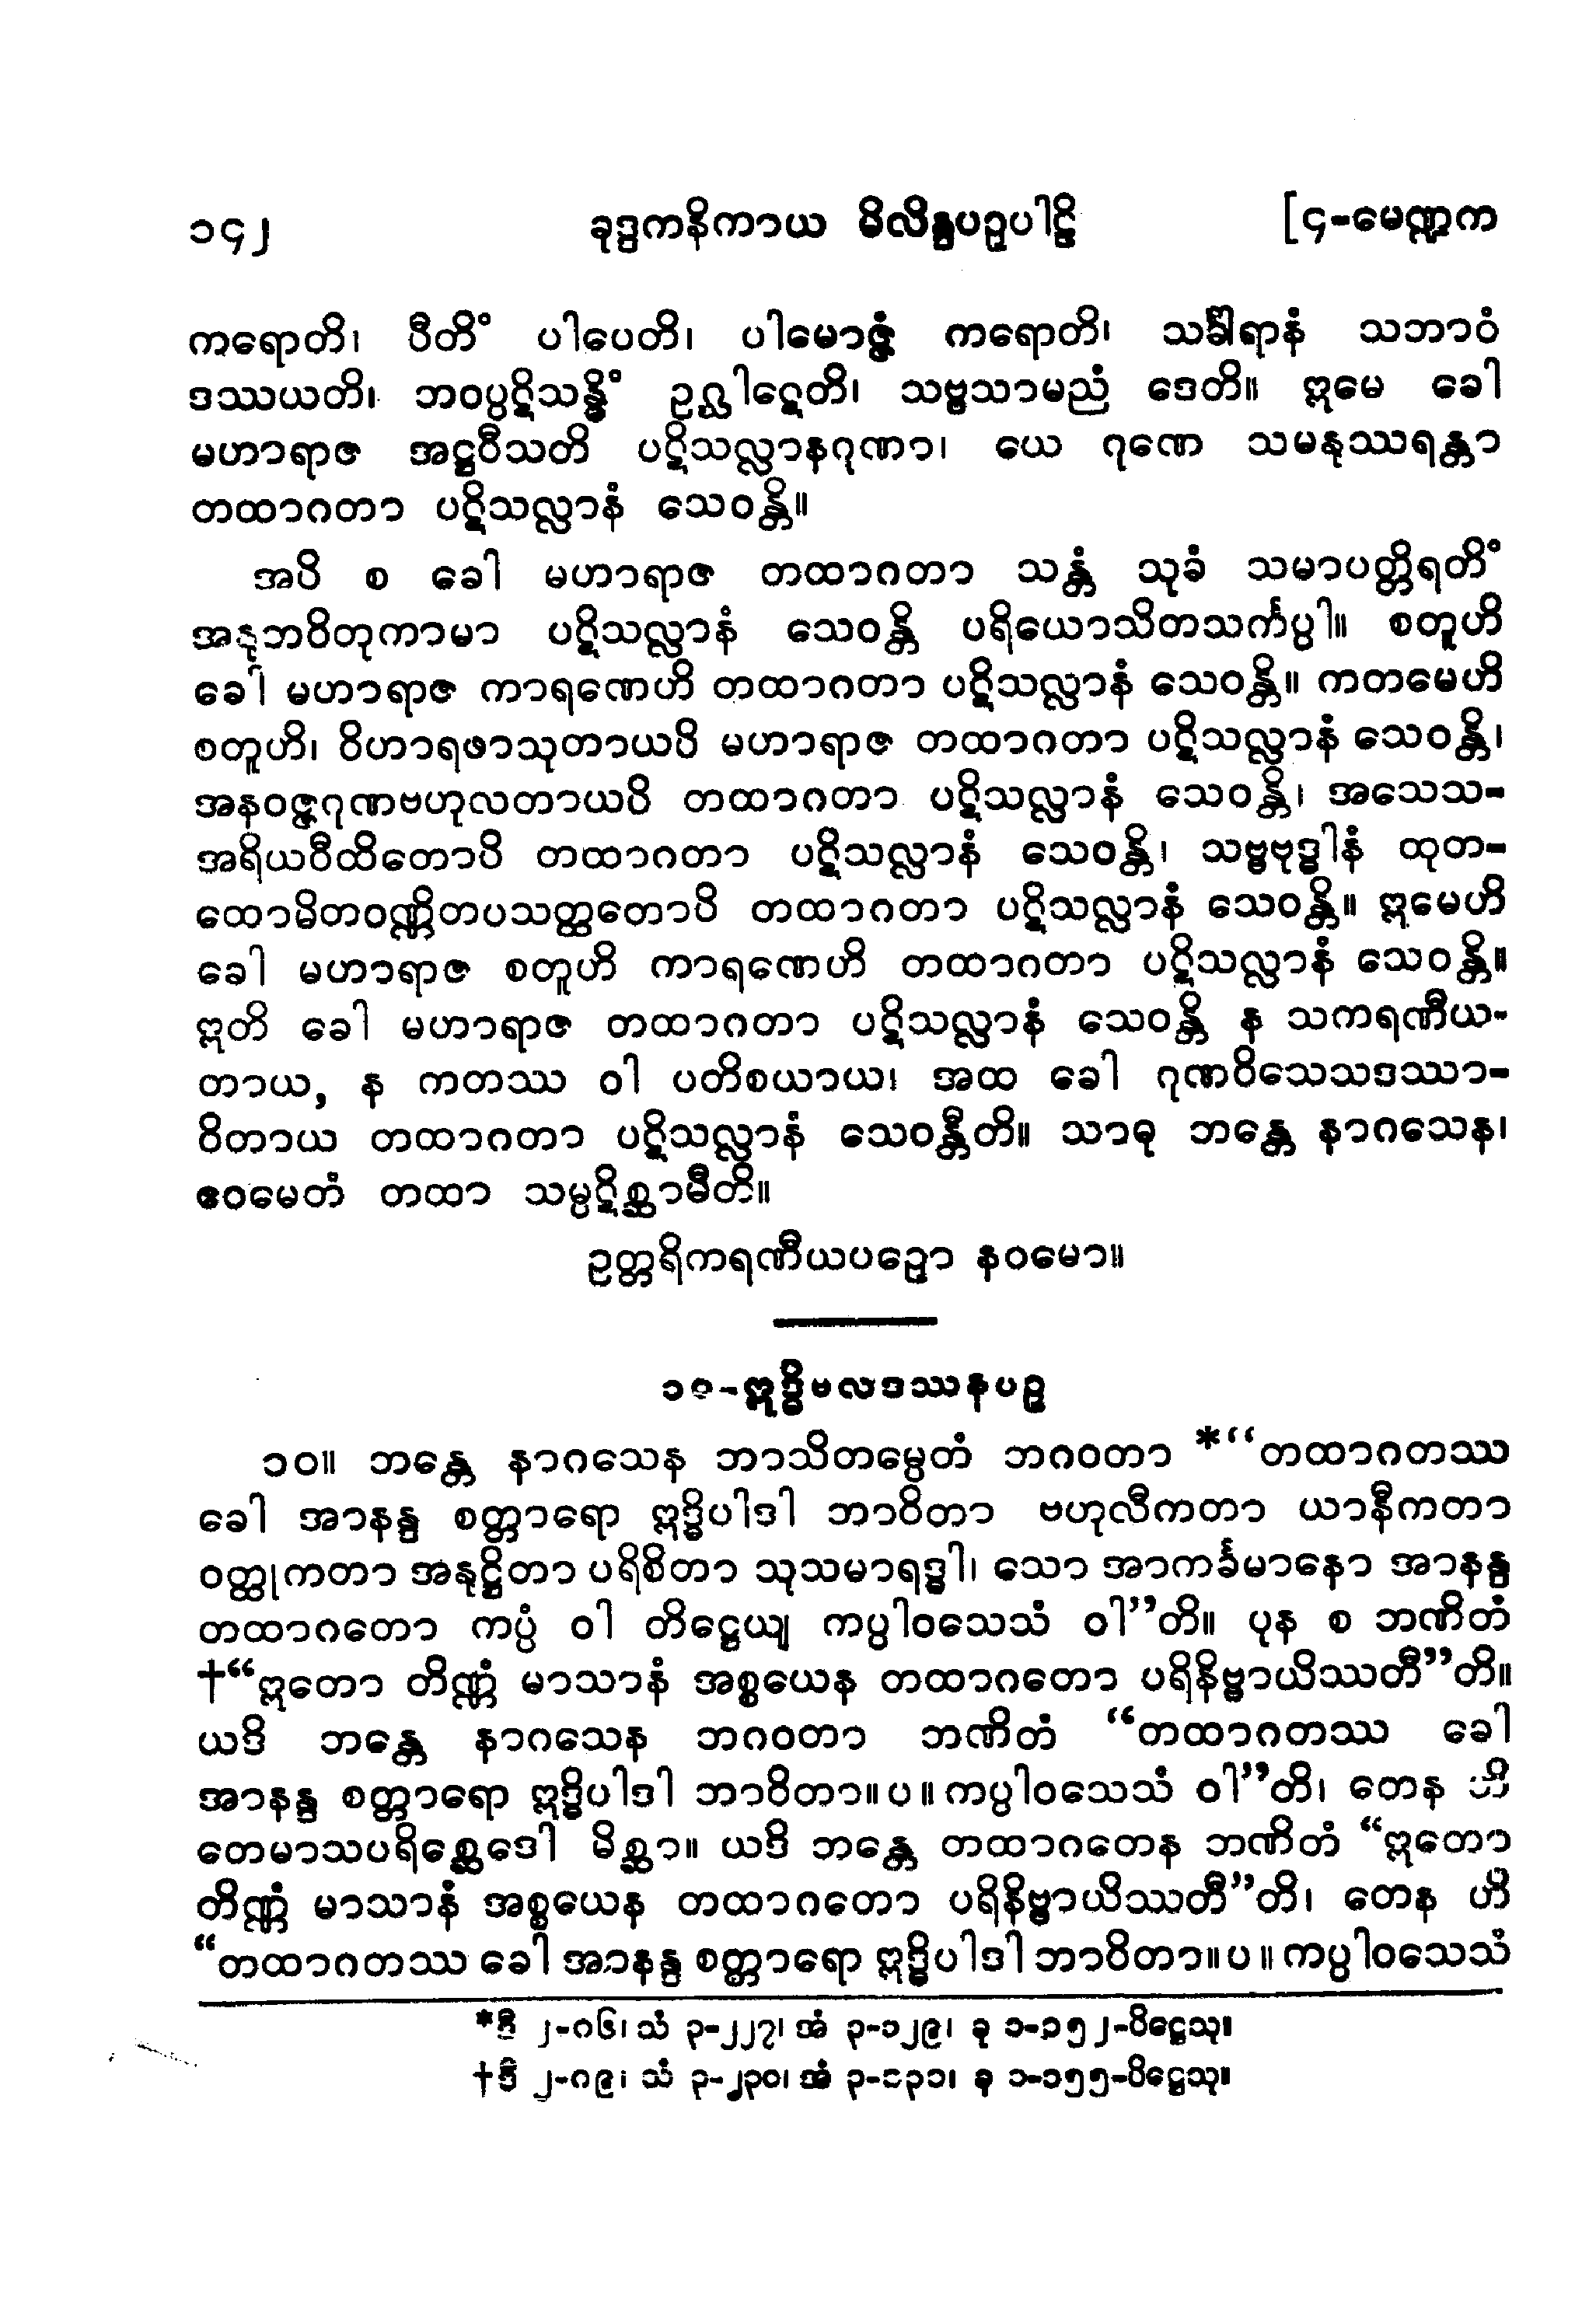 ၁၄၂ ခုဒ္ဒကနိကာယ မိလိန္ဒပဉှပါဠိ [၄-မေဏ္ဍက
ကရောတိ၊ ပီတိံ ပါပေတိ၊ ပါမောဇ္ဇံ ကရောတိ၊ သင်္ခါရာနံ သဘာဝံ
ဒဿယတိ၊ ဘဝပ္ပဋိသန္ဓိံ ဥဂ္ဃါဋေတိ၊ သဗ္ဗသာမညံ ဒေတိ။ ဣမေ ခေါ
မဟာရာဇ အဋ္ဌဝီသတိ ပဋိသလ္လာနဂုဏာ၊ ယေ ဂုဏေ သမနုဿရန္တာ
တထာဂတာ ပဋိသလ္လာနံ သေဝန္တိ။
အပိ စ ခေါ မဟာရာဇ တထာဂတာ သန္တံ သုခံ သမာပတ္တိရတိံ
အနုဘဝိတုကာမာ ပဋိသလ္လာနံ သေဝန္တိ ပရိယောသိတသင်္ကပ္ပါ။ စတူဟိ
ခေါ မဟာရာဇ ကာရဏေဟိ တထာဂတာ ပဋိသလ္လာနံ သေဝန္တိ။ ကတမေဟိ
စတူဟိ၊ ဝိဟာရဖာသုတာယပိ မဟာရာဇ တထာဂတာ ပဋိသလ္လာနံ သေဝန္တိ၊
အနဝဇ္ဇဂုဏဗဟုလတာယပိ တထာဂတာ ပဋိသလ္လာနံ သေဝန္တိ၊ အသေသ-
အရိယဝီထိတောပိ တထာဂတာ ပဋိသလ္လာနံ သေဝန္တိ၊ သဗ္ဗဗုဒ္ဓါနံ ထုတ-
ထောမိတဝဏ္ဏိတပသတ္ထတောပိ တထာဂတာ ပဋိသလ္လာနံ သေဝန္တိ။ ဣမေဟိ
ခေါ မဟာရာဇ စတူဟိ ကာရဏေဟိ တထာဂတာ ပဋိသလ္လာနံ သေဝန္တိ။
ဣတိ ခေါ မဟာရာဇ တထာဂတာ ပဋိသလ္လာနံ သေဝန္တိ န သကရဏီယ-
တာယ, န ကတဿ ဝါ ပတိစယာယ၊ အထ ခေါ ဂုဏဝိသေသဒဿာ-
ဝိတာယ တထာဂတာ ပဋိသလ္လာနံ သေဝန္တီတိ။ သာဓု ဘန္တေ နာဂသေန၊
ဧဝမေတံ တထာ သမ္ပဋိစ္ဆာမီတိ။
ဥတ္တရိကရဏီယပဉှော နဝမော။
၁၀-ဣဒ္ဓိဗလဒဿနပဉှ
၁၀။ ဘန္တေ နာဂသေန ဘာသိတမ္ပေတံ ဘဂဝတာ *“တထာဂတဿ
ခေါ အာနန္ဒ စတ္တာရော ဣဒ္ဓိပါဒါ ဘာဝိတာ ဗဟုလီကတာ ယာနီကတာ
ဝတ္ထုကတာ အနုဋ္ဌိတာ ပရိစိတာ သုသမာရဒ္ဓါ၊ သော အာကင်္ခမာနော အာနန္ဒ
တထာဂတော ကပ္ပံ ဝါ တိဋ္ဌေယျ ကပ္ပါဝသေသံ ဝါ”တိ။ ပုန စ ဘဏိတံ
†“ဣတော တိဏ္ဏံ မာသာနံ အစ္စယေန တထာဂတော ပရိနိဗ္ဗာယိဿတီ”တိ။
ယဒိ ဘန္တေ နာဂသေန ဘဂဝတာ ဘဏိတံ “တထာဂတဿ ခေါ
အာနန္ဒ စတ္တာရော ဣဒ္ဓိပါဒါ ဘာဝိတာ။ပ။ကပ္ပါဝသေသံ ဝါ”တိ၊ တေန ဟိ
တေမာသပရိစ္ဆေဒေါ မိစ္ဆာ။ ယဒိ ဘန္တေ တထာဂတေန ဘဏိတံ “ဣတော
တိဏ္ဏံ မာသာနံ အစ္စယေန တထာဂတော ပရိနိဗ္ဗာယိဿတီ”တိ၊ တေန ဟိ
“တထာဂတဿ ခေါ အာနန္ဒ စတ္တာရော ဣဒ္ဓိပါဒါ ဘာဝိတာ။ပ။ကပ္ပါဝသေသံ
*ဒီ ၂-၈၆၊ သံ ၃-၂၂၇၊ အံ ၃-၁၂၉၊ ခု ၁-၁၅၂-ပိဋ္ဌေသု။
†ဒီ ၂-၈၉၊ သံ ၃-၂၃၀၊ အံ ၃-၁၃၁၊ ခု ၁-၁၅၅-ပိဋ္ဌေသု။